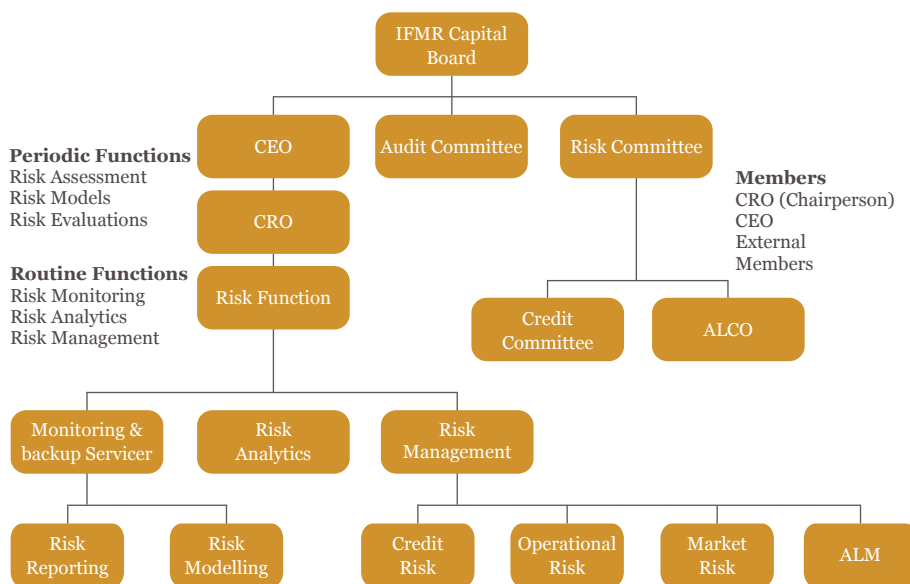 IFMR Capital
Board
CEO
Audit Committee
Risk Committee
Periodic Functions
Risk Assessment
Risk Models
Risk Evaluations
CRO
Members
CRO (Chairperson)
CEO
External
Members
Routine Functions
Risk Monitoring
Risk Analytics
Risk Management
Risk Function
Credit
Committee
ALCO
Monitoring &
backup Servicer
Risk
Analytics
Risk
Management
Risk
Reporting
Risk
Modelling
Credit
Risk
Operational
Risk
Market
Risk
ALM